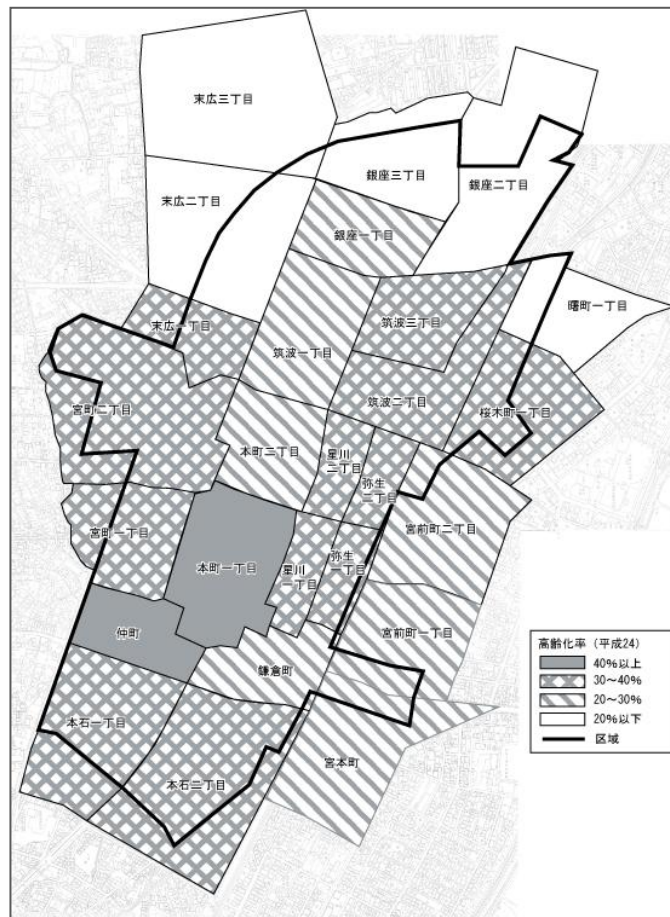 末広三丁目
銀座三丁目
銀座二丁目
末広二丁目
銀座一丁目
曙町一丁目
末広一丁目
筑波三丁目
筑波一丁目
筑波二丁目
桜木町一丁目
宮町二丁目
本町二丁目
星川
二丁目
弥生
二丁目
宮前町二丁目
宮町一丁目
本町一丁目
星川
一丁目
弥生
一丁目
仲町
鎌倉町
宮前町一丁目
本石一丁目
本石二丁目
宮本町
高齢化率（平成24）
40％以上
30～40％
20～30％
20％以下
区域